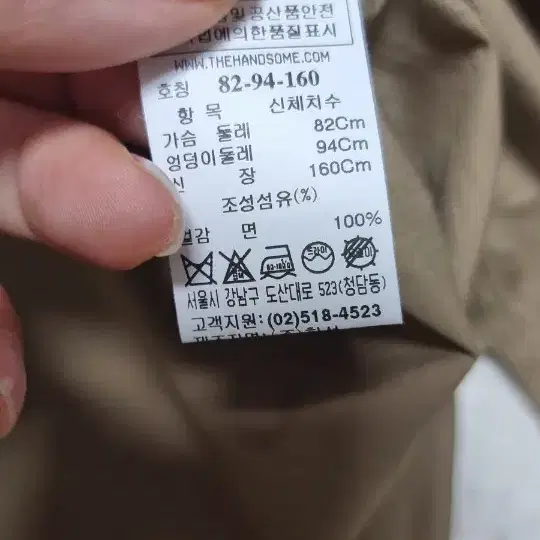 공산품안전
의한품질표시
WWW.THEHANDSOME.COM
호칭 82-94-160
항 목 신체치수
가슴 둘레 82Cm
엉덩이둘레 94Cm
신 장 160Cm
조성섬유(%)
겉감 면 100%
서울시 강남구 도산대로 523(청담동)
고객지원: (02)518-4523